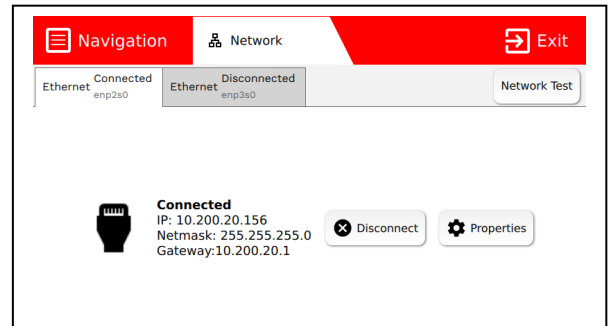 Navigation
Network
Exit
Ethernet Connected
enp2s0
Ethernet Disconnected
enp3s0
Network Test
Connected
IP: 10.200.20.156
Netmask: 255.255.255.0
Gateway:10.200.20.1
Disconnect
Properties